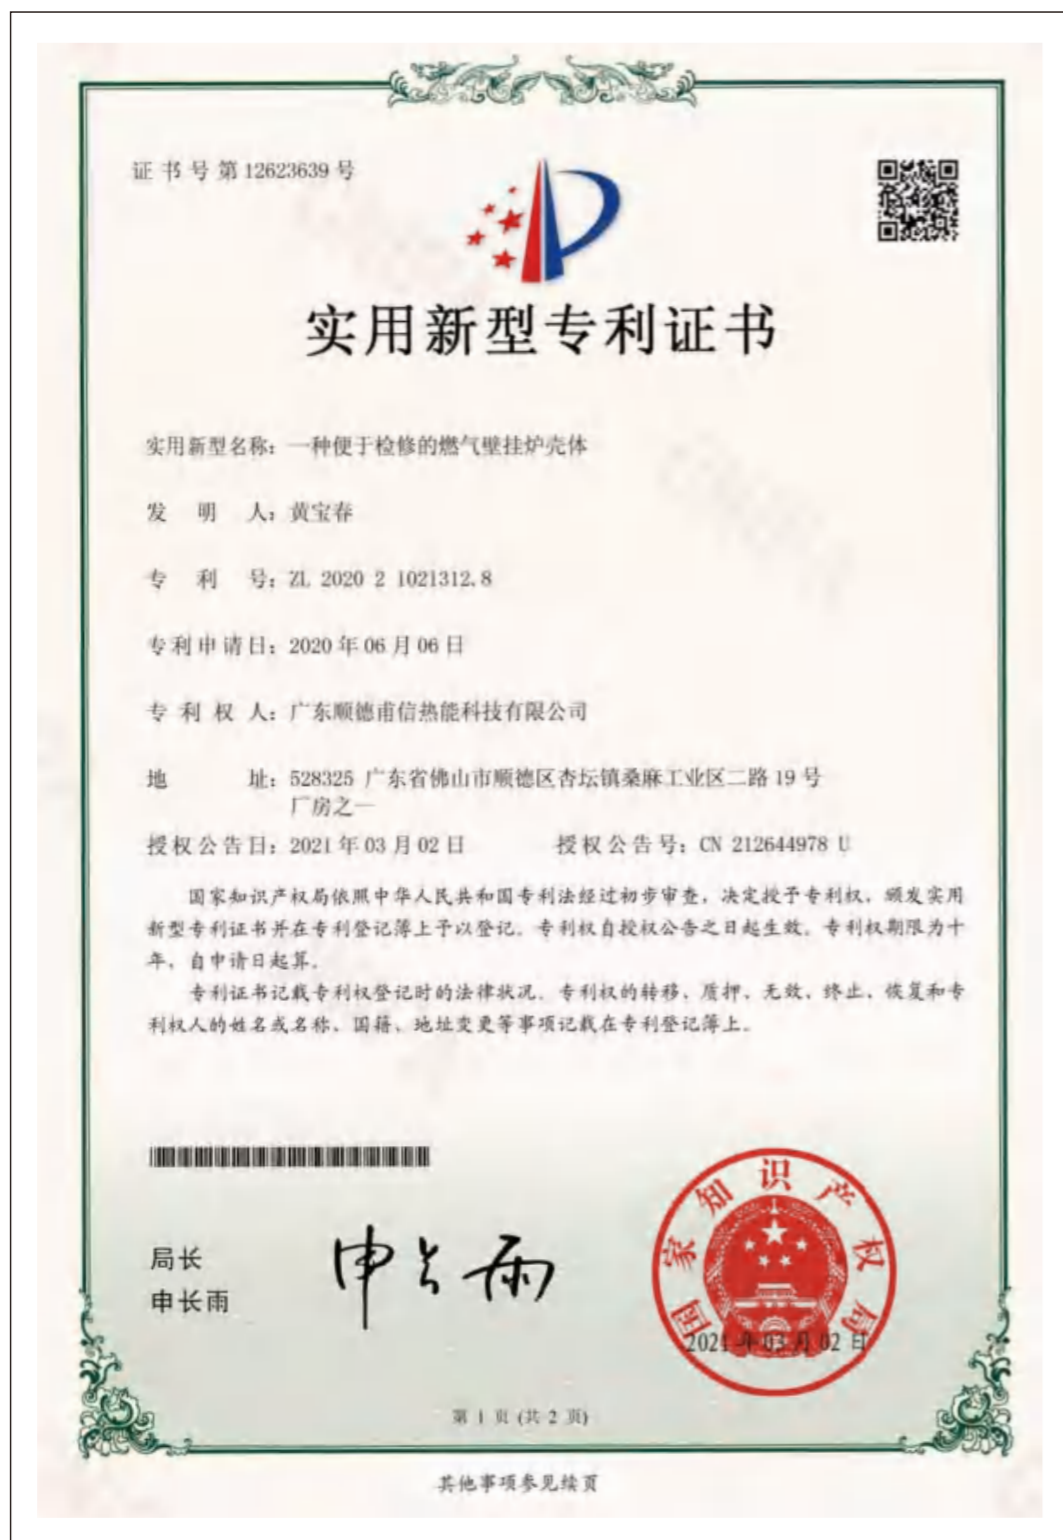 证书号第12623639号
实用新型专利证书
实用新型名称：一种便于检修的燃气壁挂炉壳体
发明人：黄宝春
专利号：ZL 2020 2 1021312.8
专利申请日：2020年06月06日
专利权人：广东顺德甫信热能科技有限公司
地址：528325 广东省佛山市顺德区杏坛镇桑麻工业区二路19号
厂房之一
授权公告日：2021年03月02日 授权公告号：CN 212644978 U
国家知识产权局依照中华人民共和国专利法经过初步审查，决定授予专利权，颁发实用
新型专利证书并在专利登记簿上予以登记。专利权自授权公告之日起生效。专利权期限为十
年，自申请日起算。
专利证书记载专利权登记时的法律状况。专利权的转移、质押、无效、终止、恢复和专
利权人的姓名或名称、国籍、地址变更等事项记载在专利登记簿上。
局长
申长雨
申长雨
国家知识产权局
2021年03月02日
第 1 页 (共 2 页)
其他事项参见续页